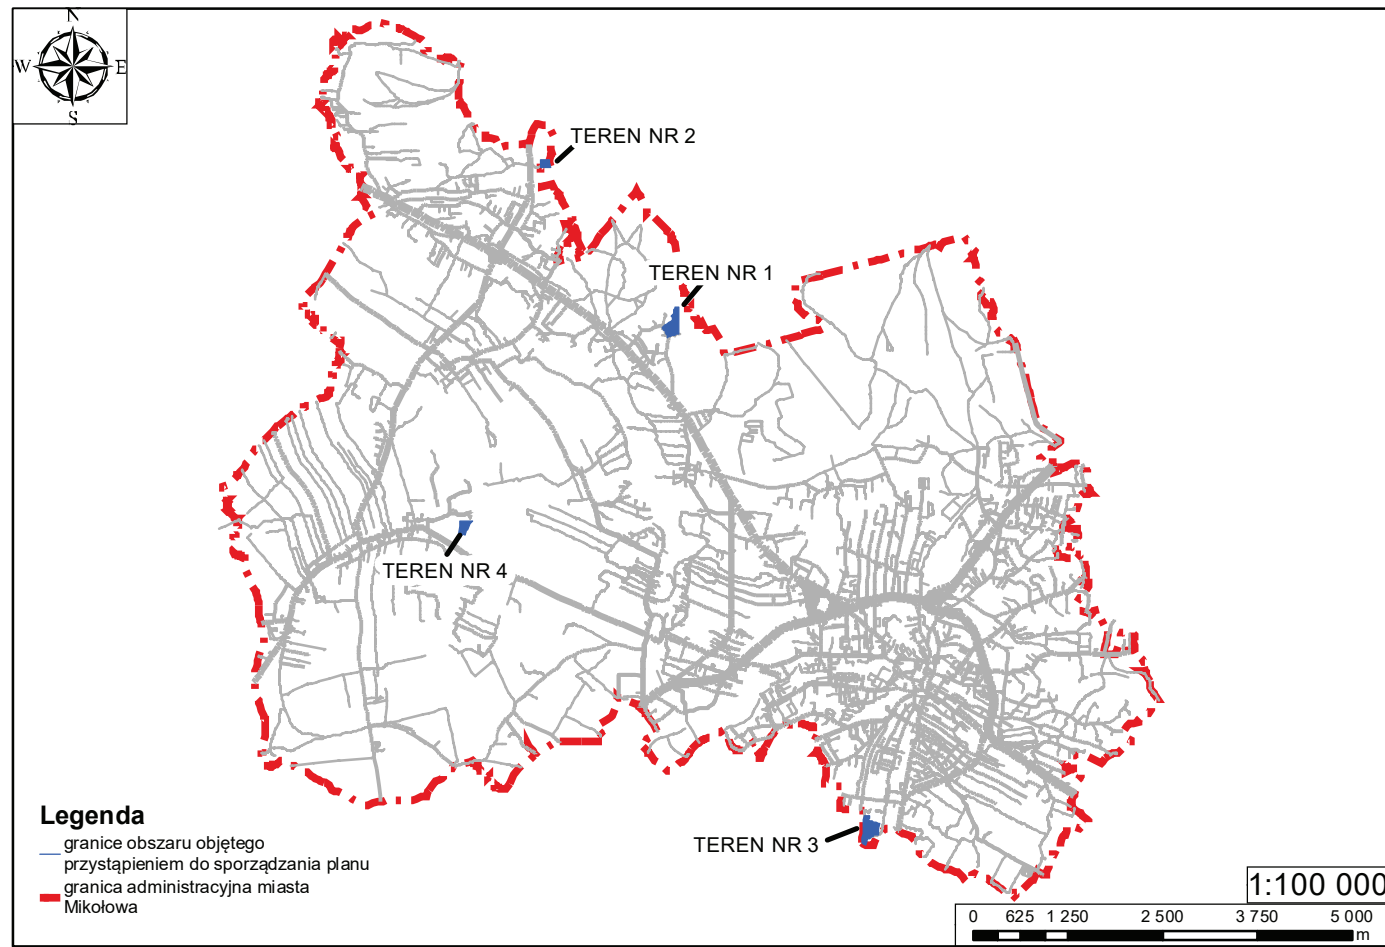 N
W E
S
TEREN NR 2
TEREN NR 1
TEREN NR 4
TEREN NR 3
Legenda
granice obszaru objętego
przystąpieniem do sporządzania planu
granica administracyjna miasta
Mikołowa
1:100 000
0 625 1 250 2 500 3 750 5 000
m